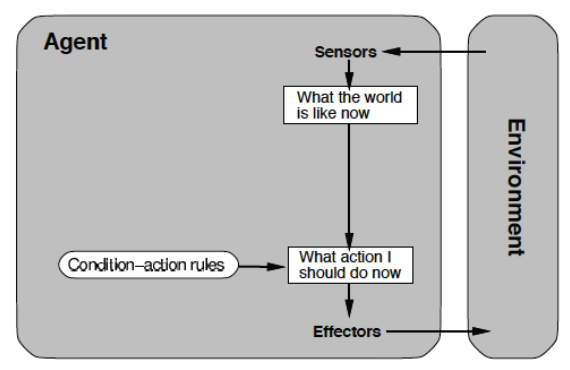 Agent
Sensors
What the world
is like now
Environment
Condition–action rules
What action I
should do now
Effectors